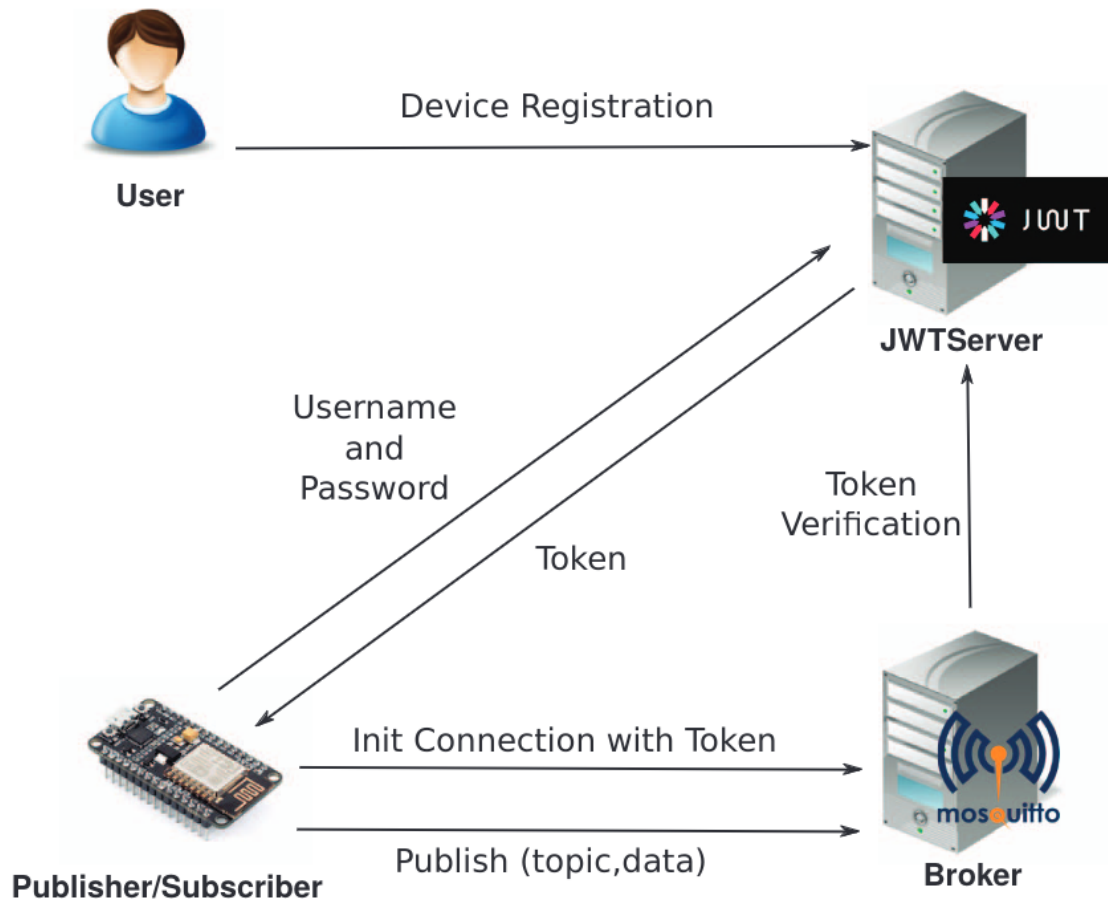 Device Registration
User
JWT
JWTServer
Username
and
Password
Token
Token
Verification
Init Connection with Token
mosquitto
Publish (topic,data)
Publisher/Subscriber
Broker